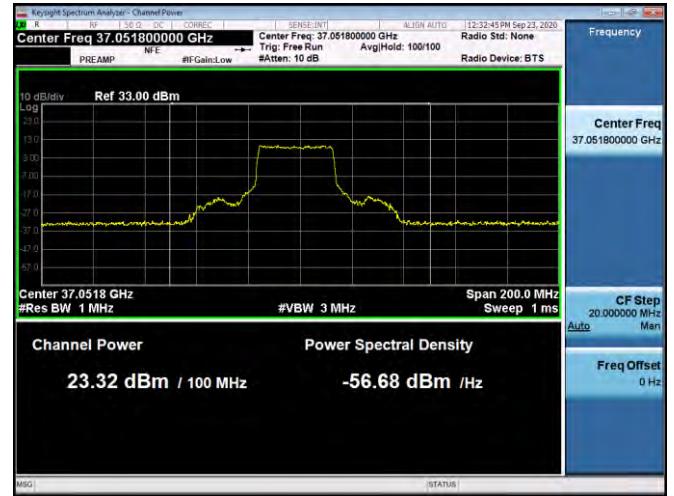 Keysight Spectrum Analyzer - Channel Power
R RF 50 Ω DC CORREC SENSE:INT ALIGN AUTO 12:32:45 PM Sep 23, 2020
Center Freq 37.051800000 GHz Center Freq: 37.051800000 GHz Radio Std: None
NFE Trig: Free Run Avg|Hold: 100/100
PREAMP #IFGain:Low #Atten: 10 dB Radio Device: BTS
10 dB/div Ref 33.00 dBm
Log
23.0
13.0
3.00
-7.00
-17.0
-27.0
-37.0
-47.0
-57.0
Center 37.0518 GHz Span 200.0 MHz
#Res BW 1 MHz #VBW 3 MHz Sweep 1 ms
Channel Power Power Spectral Density
23.32 dBm / 100 MHz -56.68 dBm /Hz
MSG STATUS
Frequency
Center Freq
37.051800000 GHz
CF Step
20.000000 MHz
Auto Man
Freq Offset
0 Hz